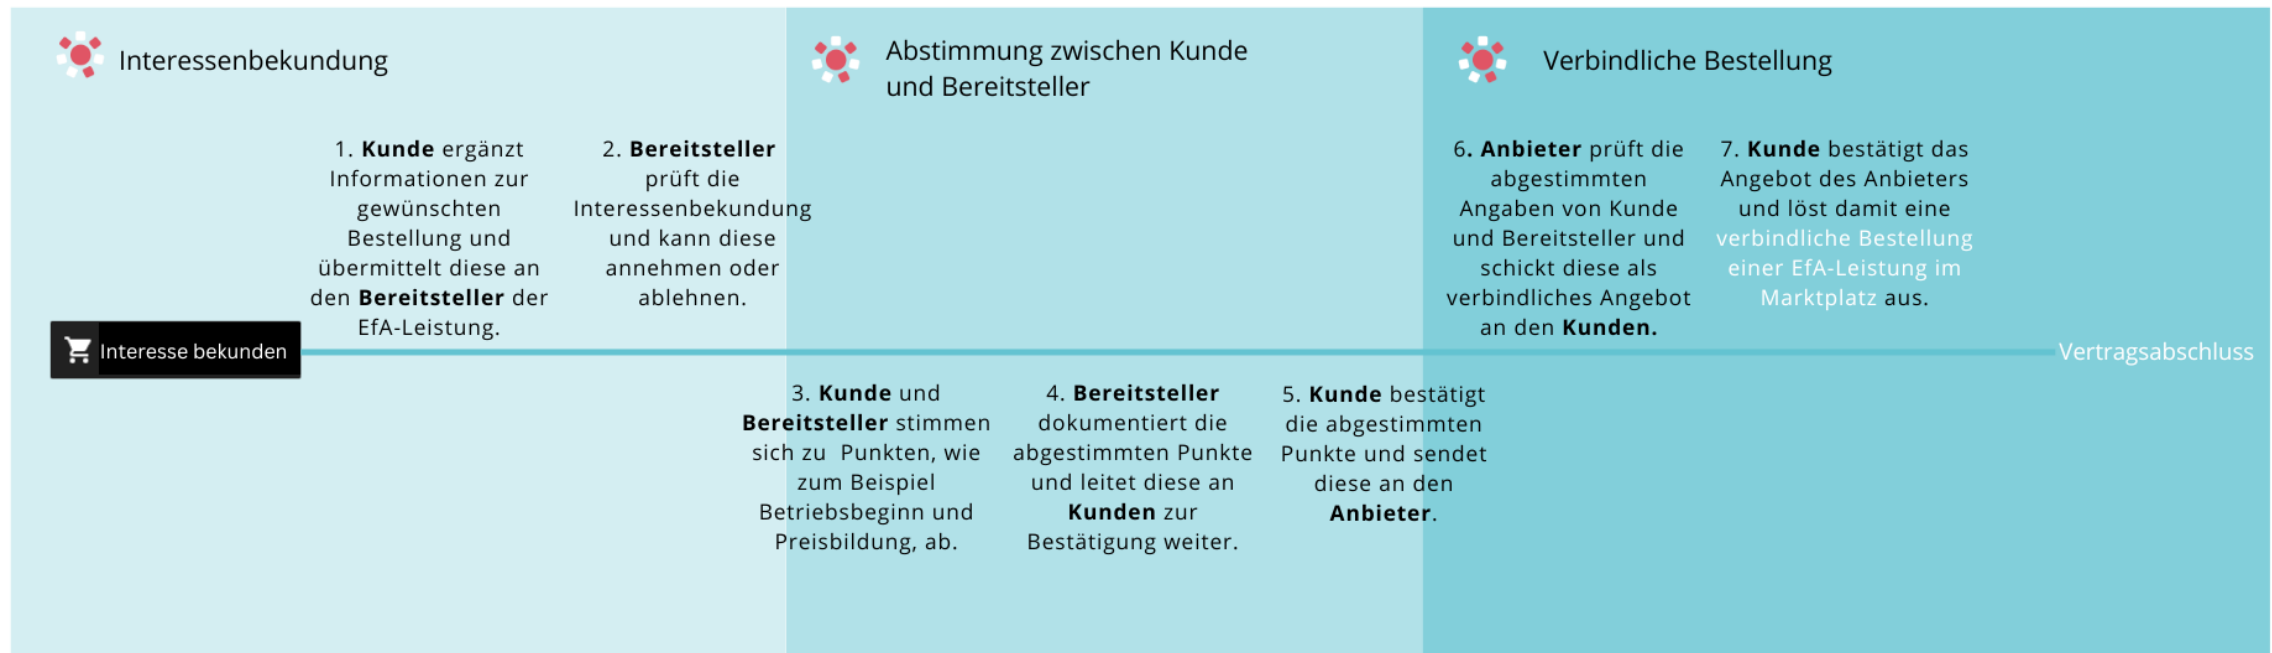 Interessenbekundung
Abstimmung zwischen Kunde
und Bereitsteller
Verbindliche Bestellung
1. Kunde ergänzt
Informationen zur
gewünschten
Bestellung und
übermittelt diese an
den Bereitsteller der
EfA-Leistung.
2. Bereitsteller
prüft die
Interessenbekundung
und kann diese
annehmen oder
ablehnen.
6. Anbieter prüft die
abgestimmten
Angaben von Kunde
und Bereitsteller und
schickt diese als
verbindliches Angebot
an den Kunden.
7. Kunde bestätigt das
Angebot des Anbieters
und löst damit eine
verbindliche Bestellung
einer EfA-Leistung im
Marktplatz aus.
Interesse bekunden
Vertragsabschluss
3. Kunde und
Bereitsteller stimmen
sich zu  Punkten, wie
zum Beispiel
Betriebsbeginn und
Preisbildung, ab.
4. Bereitsteller
dokumentiert die
abgestimmten Punkte
und leitet diese an
Kunden zur
Bestätigung weiter.
5. Kunde bestätigt
die abgestimmten
Punkte und sendet
diese an den
Anbieter.